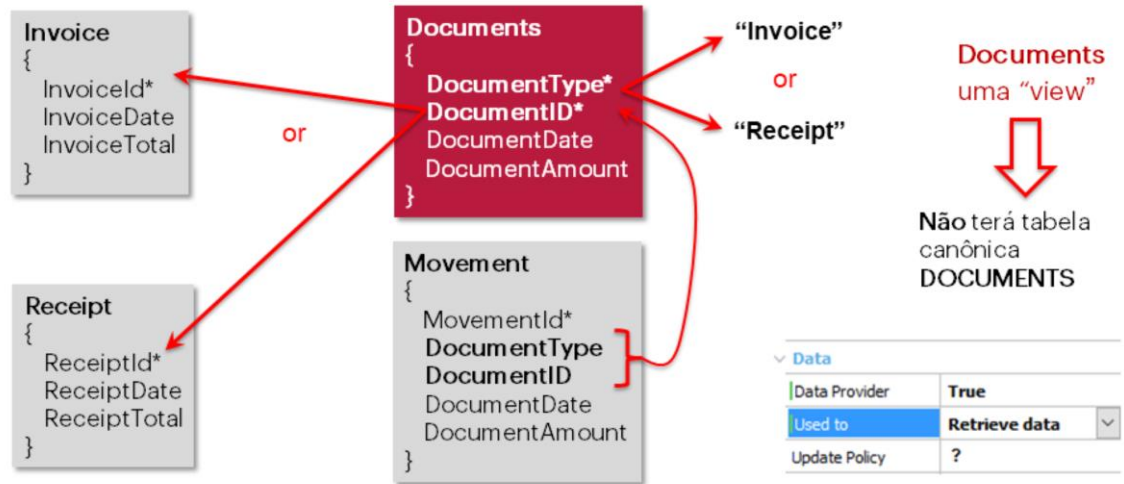 Invoice
{
InvoiceId*
InvoiceDate
InvoiceTotal
}
or
Documents
{
DocumentType*
DocumentID*
DocumentDate
DocumentAmount
}
“Invoice”
or
“Receipt”
Documents
uma “view”
Não terá tabela
canônica
DOCUMENTS
Receipt
{
ReceiptId*
ReceiptDate
ReceiptTotal
}
Movement
{
MovementId*
DocumentType
DocumentID
DocumentDate
DocumentAmount
}
Data
Data Provider True
Used to Retrieve data
Update Policy ?